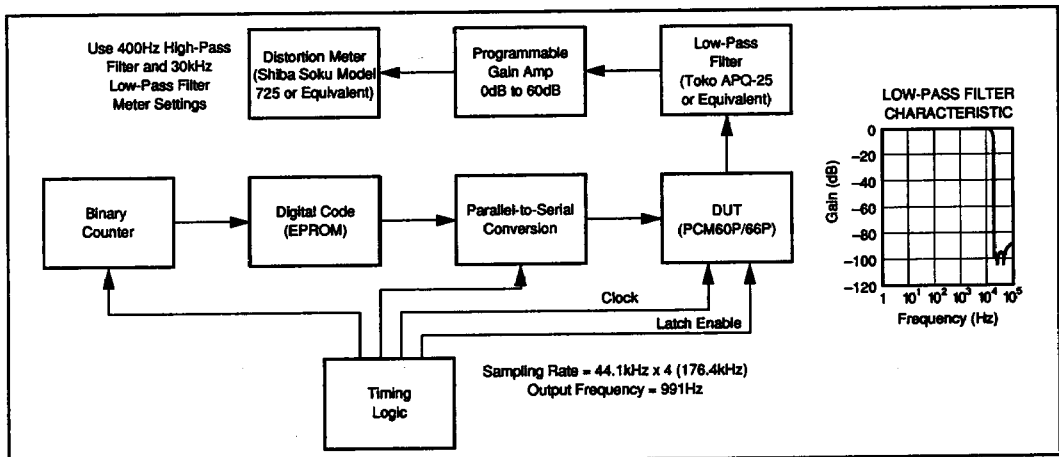 Use 400Hz High-Pass
Filter and 30kHz
Low-Pass Filter
Meter Settings
Distortion Meter
(Shiba Soku Model
725 or Equivalent)
Programmable
Gain Amp
0dB to 60dB
Low-Pass
Filter
(Toko APQ-25
or Equivalent)
LOW-PASS FILTER
CHARACTERISTIC
Gain (dB)
0
-20
-40
-60
-80
-100
-120
1 10¹ 10² 10³ 10⁴ 10⁵
Frequency (Hz)
Binary
Counter
Digital Code
(EPROM)
Parallel-to-Serial
Conversion
DUT
(PCM60P/66P)
Clock
Latch Enable
Timing
Logic
Sampling Rate = 44.1kHz x 4 (176.4kHz)
Output Frequency = 991Hz